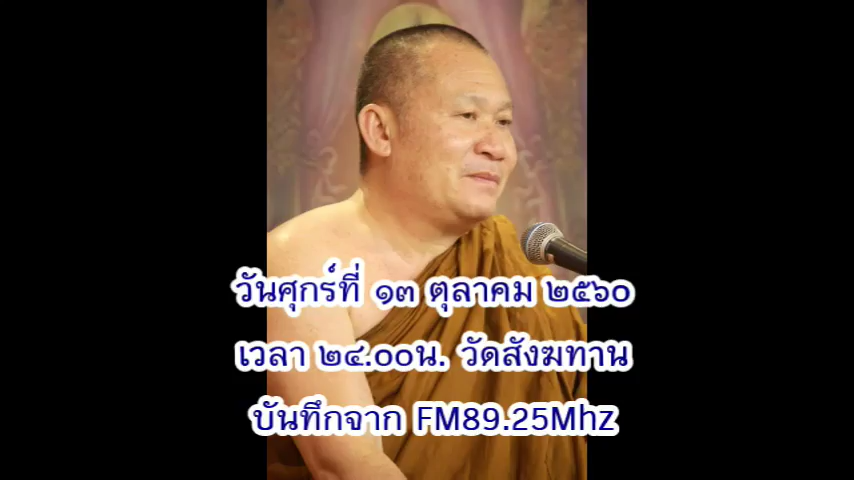 วันศุกร์ที่ ๑๓ ตุลาคม ๒๕๖๐
เวลา ๒๔.๐๐น. วัดสังฆทาน
บันทึกจาก FM89.25Mhz